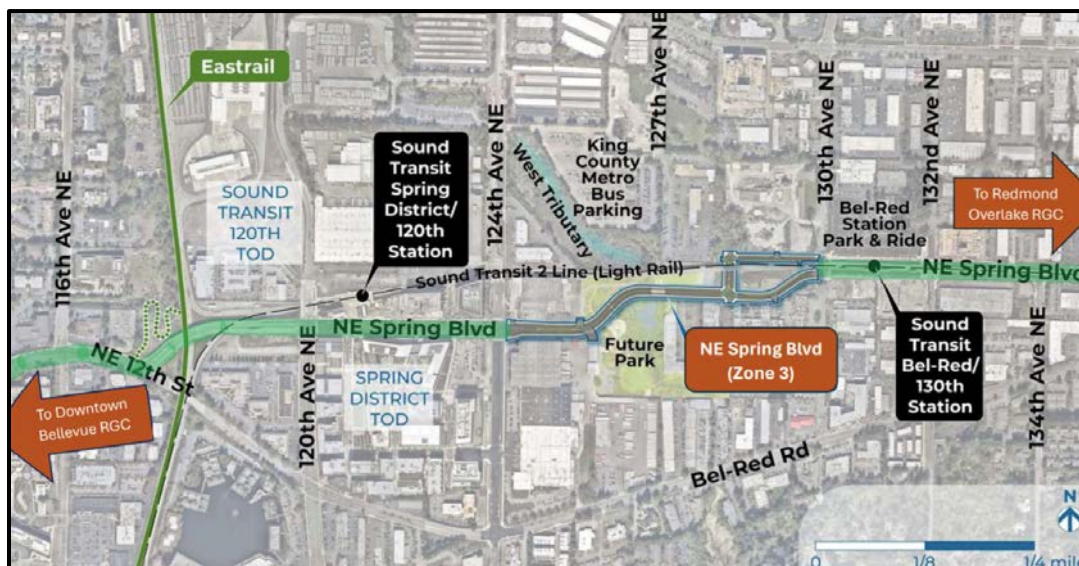 Eastrail
116th Ave NE
SOUND
TRANSIT
120TH
TOD
Sound
Transit
Spring
District/
120th
Station
124th Ave NE
West Tributary
King
County
Metro
Bus
Parking
127th Ave NE
130th Ave NE
132nd Ave NE
To Redmond
Overlake RGC
Bel-Red
Station
Park & Ride
Sound Transit 2 Line (Light Rail)
NE Spring Blvd
NE Spring Blvd
NE 12th St
To Downtown
Bellevue RGC
120th Ave NE
SPRING
DISTRICT
TOD
Future
Park
NE Spring Blvd
(Zone 3)
Sound
Transit
Bel-Red/
130th
Station
134th Ave NE
Bel-Red Rd
N
0 1/8 1/4 mile